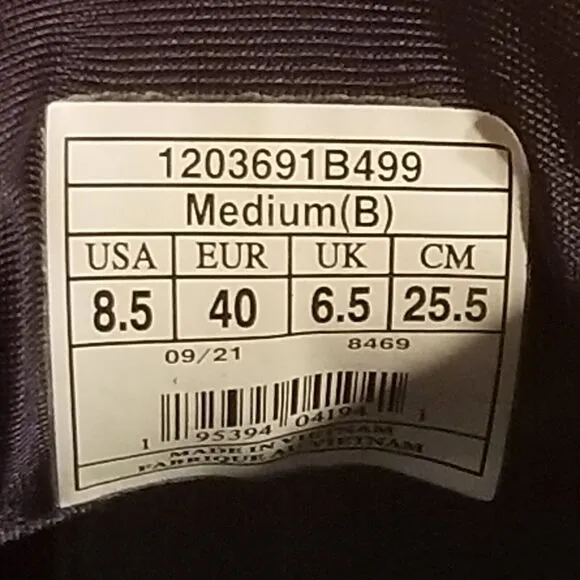 1203691B499
Medium(B)
USA EUR UK CM
8.5 40 6.5 25.5
09/21 8469
1 95394 04194 1
MADE IN VIETNAM
FABRIQUE AU VIETNAM